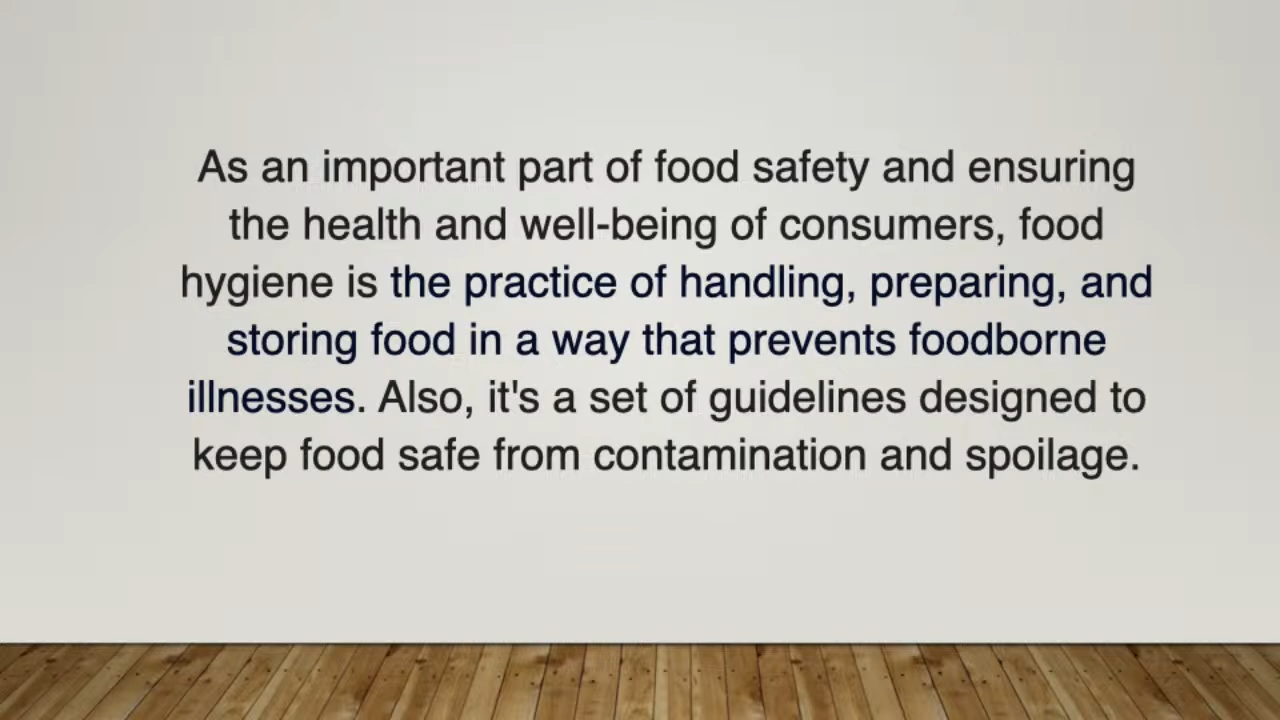 As an important part of food safety and ensuring
the health and well-being of consumers, food
hygiene is the practice of handling, preparing, and
storing food in a way that prevents foodborne
illnesses. Also, it's a set of guidelines designed to
keep food safe from contamination and spoilage.